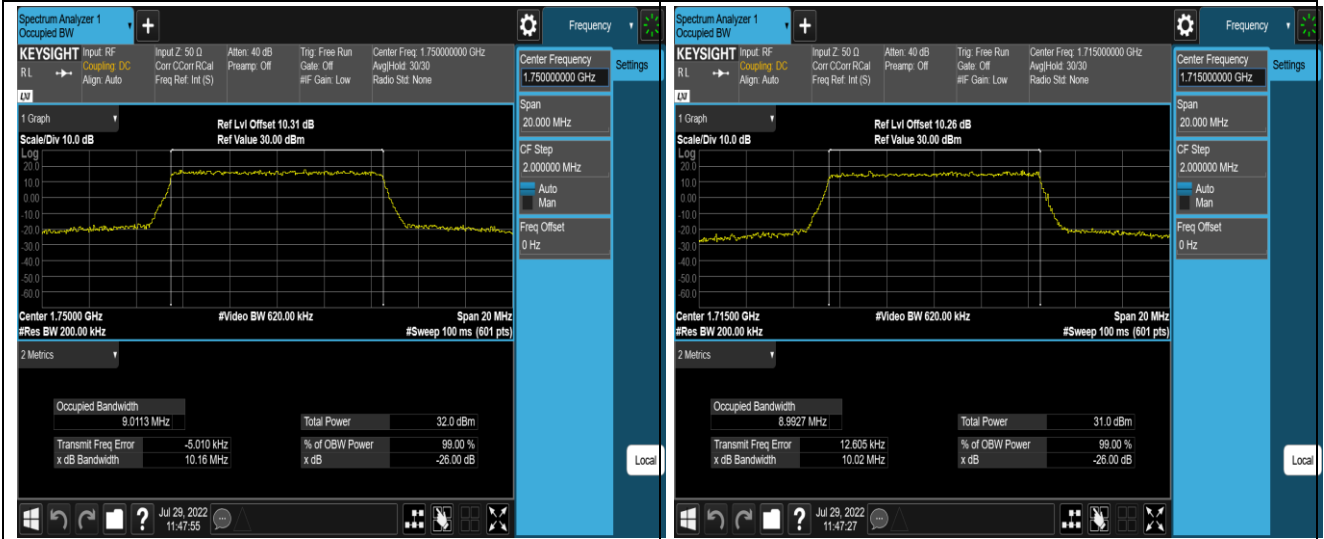 Spectrum Analyzer 1
Occupied BW
+
Frequency
KEYSIGHT
RL
LXI
Input: RF
Coupling: DC
Align: Auto
Input Z: 50 Ω
Corr CCorr RCal
Freq Ref: Int (S)
Atten: 40 dB
Preamp: Off
Trig: Free Run
Gate: Off
#IF Gain: Low
Center Freq: 1.750000000 GHz
Avg|Hold: 30/30
Radio Std: None
Center Frequency
1.750000000 GHz
Settings
Span
20.000 MHz
CF Step
2.000000 MHz
Auto
Man
Freq Offset
0 Hz
Local
1 Graph
Scale/Div 10.0 dB
Ref Lvl Offset 10.31 dB
Ref Value 30.00 dBm
Log
20.0
10.0
0.00
-10.0
-20.0
-30.0
-40.0
-50.0
-60.0
Center 1.75000 GHz
#Video BW 620.00 kHz
Span 20 MHz
#Res BW 200.00 kHz
#Sweep 100 ms (601 pts)
2 Metrics
Occupied Bandwidth
9.0113 MHz
Total Power 32.0 dBm
Transmit Freq Error -5.010 kHz
% of OBW Power 99.00 %
x dB Bandwidth 10.16 MHz
x dB -26.00 dB
?
Jul 29, 2022
11:47:55
Spectrum Analyzer 1
Occupied BW
+
Frequency
KEYSIGHT
RL
LXI
Input: RF
Coupling: DC
Align: Auto
Input Z: 50 Ω
Corr CCorr RCal
Freq Ref: Int (S)
Atten: 40 dB
Preamp: Off
Trig: Free Run
Gate: Off
#IF Gain: Low
Center Freq: 1.715000000 GHz
Avg|Hold: 30/30
Radio Std: None
Center Frequency
1.715000000 GHz
Settings
Span
20.000 MHz
CF Step
2.000000 MHz
Auto
Man
Freq Offset
0 Hz
Local
1 Graph
Scale/Div 10.0 dB
Ref Lvl Offset 10.26 dB
Ref Value 30.00 dBm
Log
20.0
10.0
0.00
-10.0
-20.0
-30.0
-40.0
-50.0
-60.0
Center 1.71500 GHz
#Video BW 620.00 kHz
Span 20 MHz
#Res BW 200.00 kHz
#Sweep 100 ms (601 pts)
2 Metrics
Occupied Bandwidth
8.9927 MHz
Total Power 31.0 dBm
Transmit Freq Error 12.605 kHz
% of OBW Power 99.00 %
x dB Bandwidth 10.02 MHz
x dB -26.00 dB
?
Jul 29, 2022
11:47:27